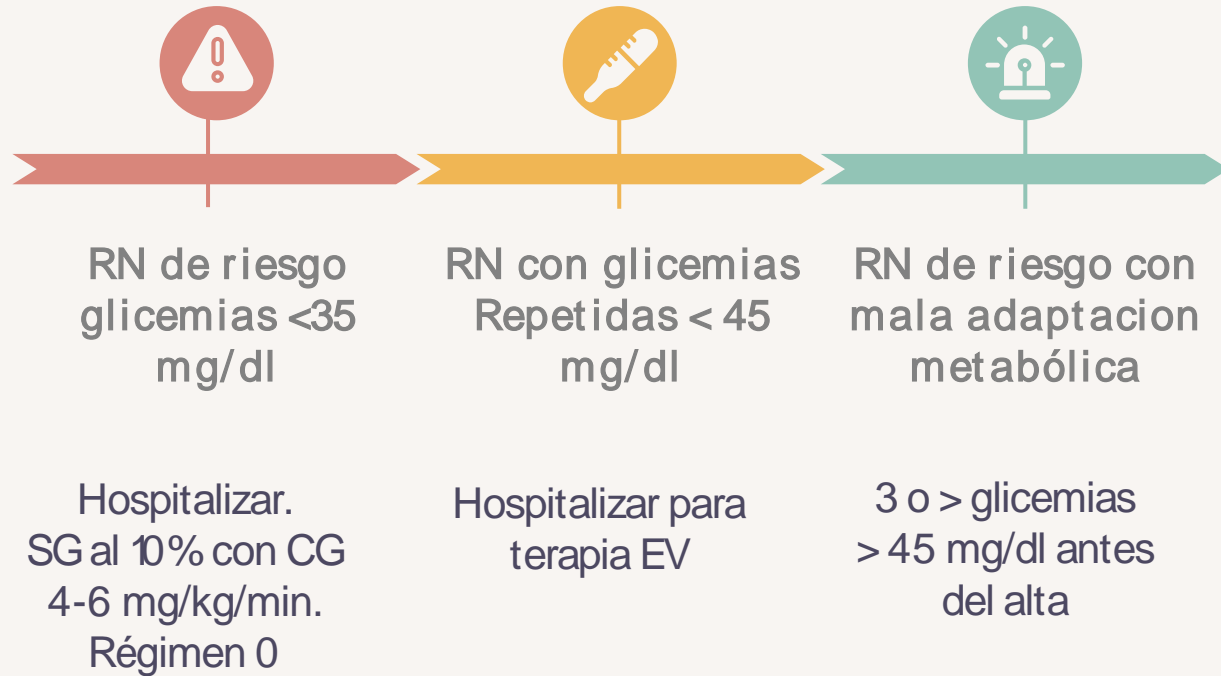 RN de riesgo
glicemias <35
mg/dl
RN con glicemias
Repetidas < 45
mg/dl
RN de riesgo con
mala adaptacion
metabólica
Hospitalizar.
SG al 10% con CG
4-6 mg/kg/min.
Régimen 0
Hospitalizar para
terapia EV
3 o > glicemias
> 45 mg/dl antes
del alta